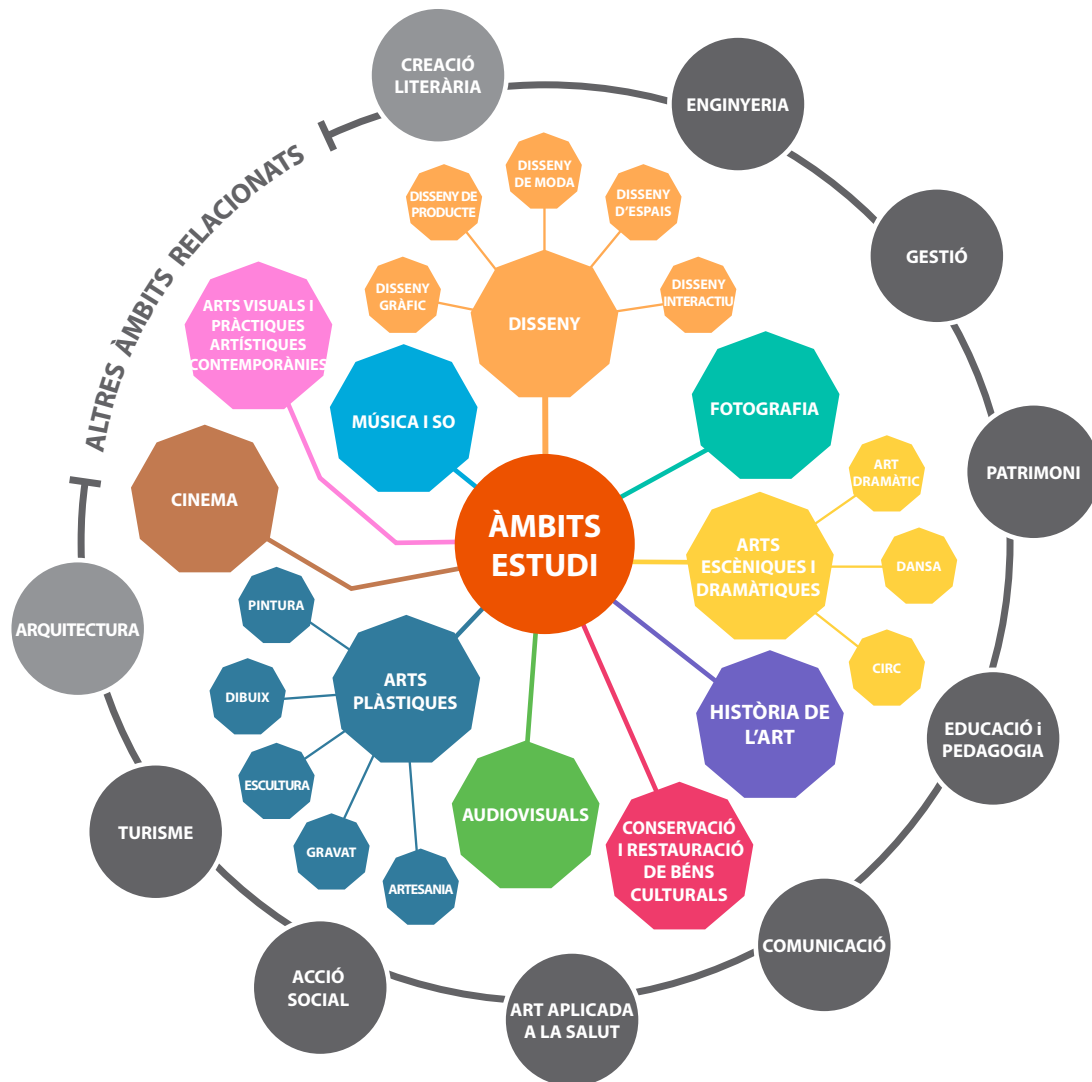 CREACIÓ
LITERÀRIA
ENGINYERIA
GESTIÓ
PATRIMONI
EDUCACIÓ i
PEDAGOGIA
COMUNICACIÓ
ART APLICADA
A LA SALUT
ACCIÓ
SOCIAL
TURISME
ARQUITECTURA
ALTRES ÀMBITS RELACIONATS
DISSENY
DE MODA
DISSENY DE
PRODUCTE
DISSENY
D'ESPAIS
DISSENY
GRÀFIC
DISSENY
INTERACTIU
DISSENY
ARTS VISUALS I
PRÀCTIQUES
ARTÍSTIQUES
CONTEMPORÀNIES
MÚSICA I SO
FOTOGRAFIA
CINEMA
ÀMBITS
ESTUDI
ARTS
ESCÈNIQUES I
DRAMÀTIQUES
ART
DRAMÀTIC
DANSA
CIRC
HISTÒRIA DE
L'ART
CONSERVACIÓ
I RESTAURACIÓ
DE BÉNS
CULTURALS
AUDIOVISUALS
ARTS
PLÀSTIQUES
PINTURA
DIBUIX
ESCULTURA
GRAVAT
ARTESANIA